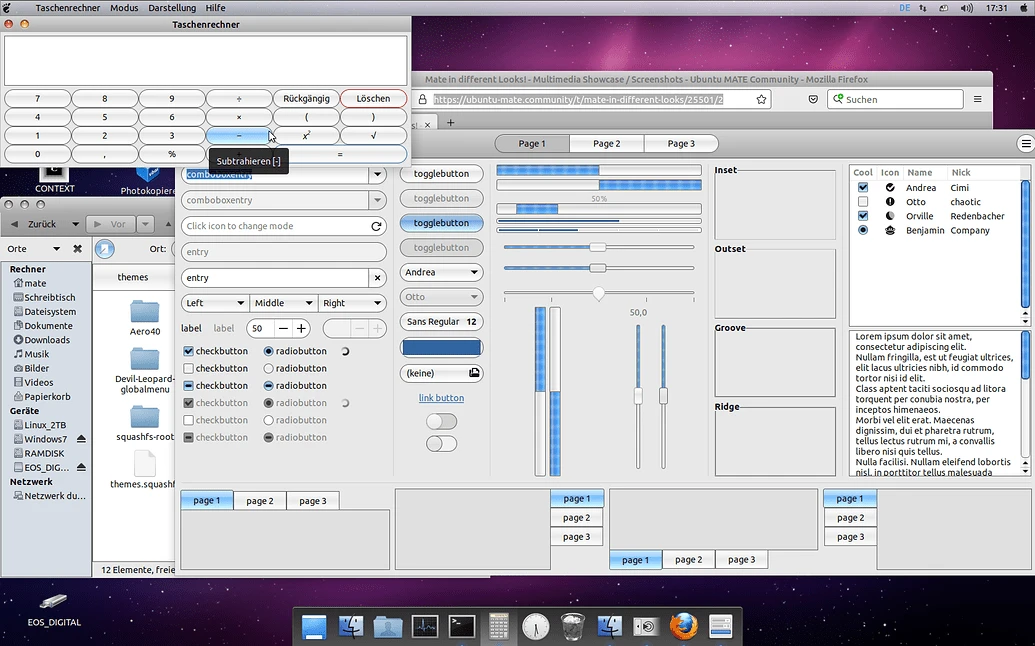 Taschenrechner Modus Darstellung Hilfe
DE 17:31
Taschenrechner
7 8 9 ÷ Rückgängig Löschen
4 5 6 × ( )
1 2 3 − x² √
0 , % =
Subtrahieren [-]
Mate in different Looks! - Multimedia Showcase / Screenshots - Ubuntu MATE Community - Mozilla Firefox
https://ubuntu-mate.community/t/mate-in-different-looks/25501/2
Suchen
s!
CONTEXT
Photokopiere
Zurück Vor
Orte
Ort:
Rechner
mate
Schreibtisch
Dateisystem
Dokumente
Downloads
Musik
Bilder
Videos
Papierkorb
Geräte
Linux_2TB
Windows7
RAMDISK
EOS_DIG...
Netzwerk
Netzwerk du...
themes
Aero40
Devil-Leopard-
globalmenu
squashfs-root
themes.squashf
12 Elemente, freie
Page 1 Page 2 Page 3
comboboxentry
comboboxentry
Click icon to change mode
entry
entry
Left Middle Right
label label 50
checkbutton radiobutton
checkbutton radiobutton
checkbutton radiobutton
checkbutton radiobutton
checkbutton radiobutton
checkbutton radiobutton
togglebutton
togglebutton
togglebutton
togglebutton
Andrea
Otto
Sans Regular 12
(keine)
link button
50%
50,0
Inset
Outset
Groove
Ridge
Cool Icon Name Nick
Andrea Cimi
Otto chaotic
Orville Redenbacher
Benjamin Company
Lorem ipsum dolor sit amet,
consectetur adipiscing elit.
Nullam fringilla, est ut feugiat ultrices,
elit lacus ultricies nibh, id commodo
tortor nisi id elit.
Class aptent taciti sociosqu ad litora
torquent per conubia nostra, per
inceptos himenaeos.
Morbi vel elit erat. Maecenas
dignissim, dui et pharetra rutrum,
tellus lectus rutrum mi, a convallis
libero nisi quis tellus.
Nulla facilisi. Nullam eleifend lobortis
nisl, in porttitor tellus malesuada
page 1 page 2 page 3
page 1
page 2
page 3
page 1 page 2 page 3
page 1
page 2
page 3
EOS_DIGITAL